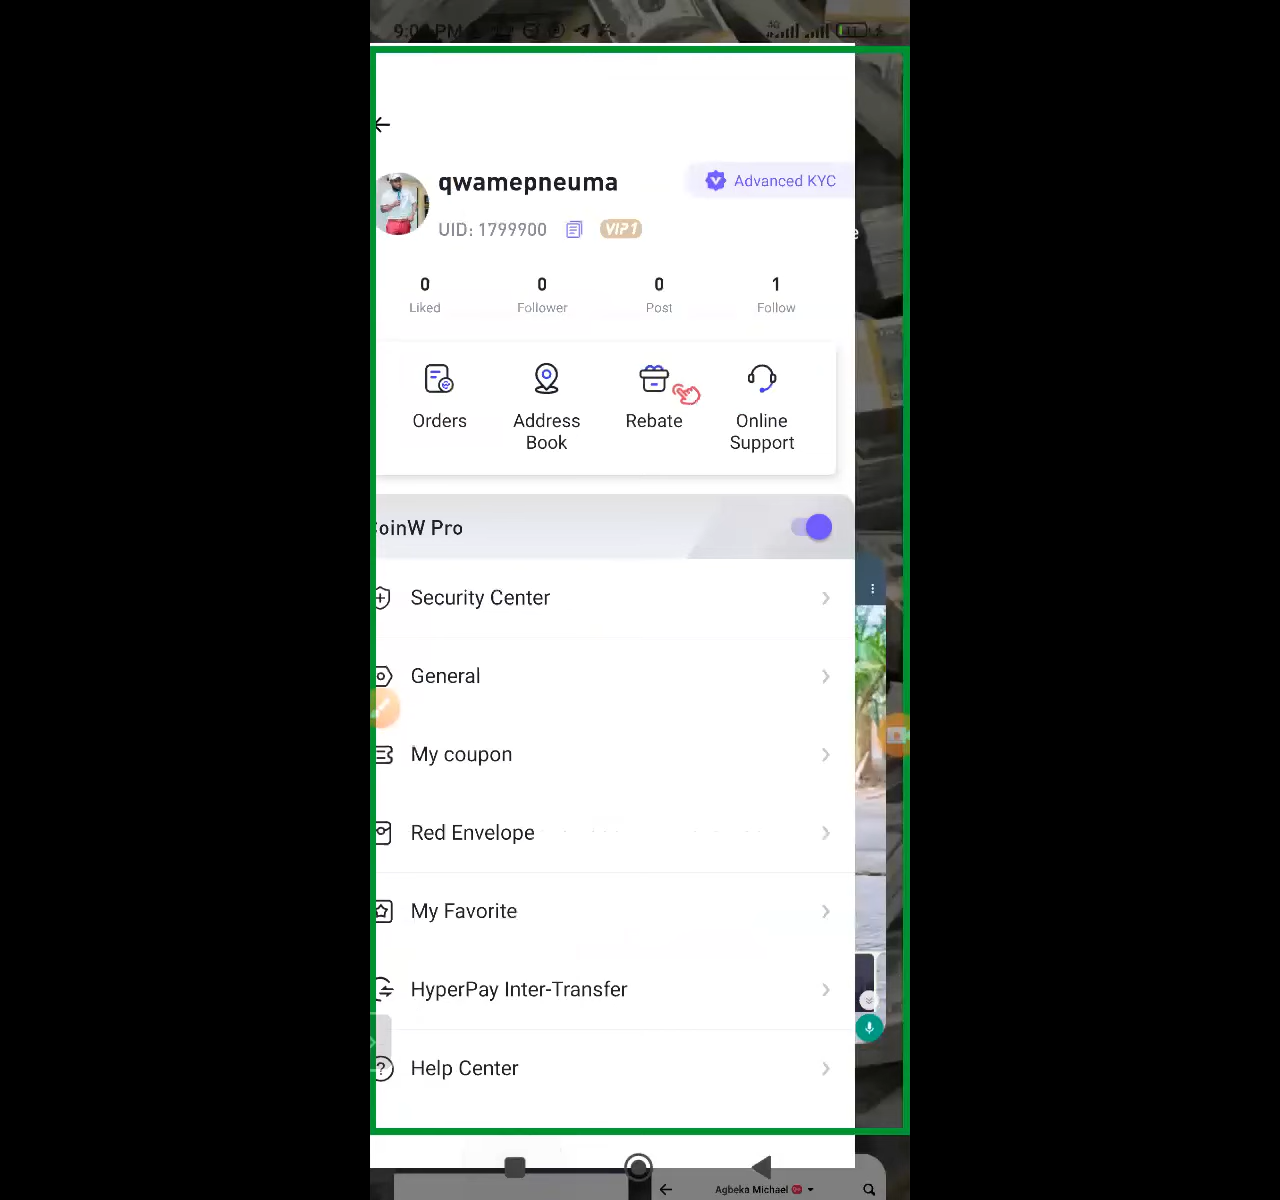 qwamepneuma
Advanced KYC
UID: 1799900
VIP1
e
0
0
0
1
Liked
Follower
Post
Follow
Orders
Address
Book
Rebate
Online
Support
oinW Pro
Security Center
General
My coupon
Red Envelope
My Favorite
HyperPay Inter-Transfer
Help Center
Agbeka Michael